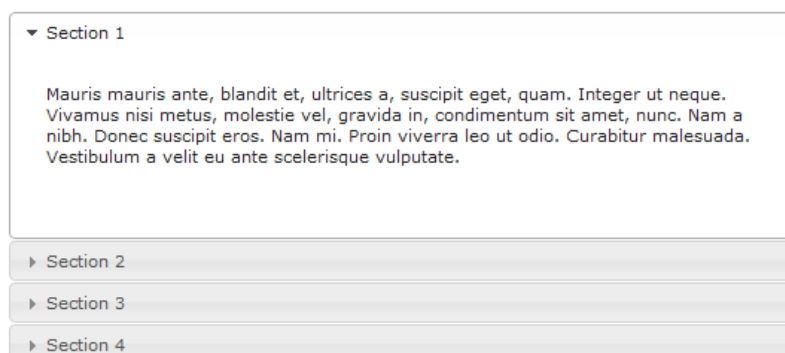 Section 1
Mauris mauris ante, blandit et, ultrices a, suscipit eget, quam. Integer ut neque.
Vivamus nisi metus, molestie vel, gravida in, condimentum sit amet, nunc. Nam a
nibh. Donec suscipit eros. Nam mi. Proin viverra leo ut odio. Curabitur malesuada.
Vestibulum a velit eu ante scelerisque vulputate.
Section 2
Section 3
Section 4